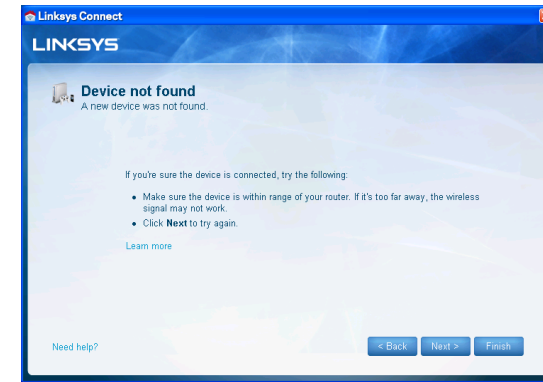 Linksys Connect
LINKSYS
Device not found
A new device was not found.
If you're sure the device is connected, try the following:
• Make sure the device is within range of your router. If it's too far away, the wireless
signal may not work.
• Click Next to try again.
Learn more
Need help?
< Back
Next >
Finish